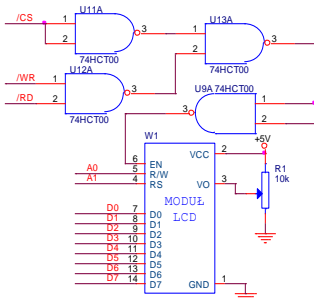 U11A
U13A
/CS
1
2
3
1
2
3
74HCT00
74HCT00
U12A
/WR
/RD
1
2
3
U9A 74HCT00
74HCT00
3
1
2
W1
+5V
6
5
4
EN
R/W
RS
VCC
VO
2
3
R1
10k
A0
A1
MODUŁ
LCD
D0
D1
D2
D3
D4
D5
D6
D7
7
8
9
10
11
12
13
14
D0
D1
D2
D3
D4
D5
D6
D7
GND
1